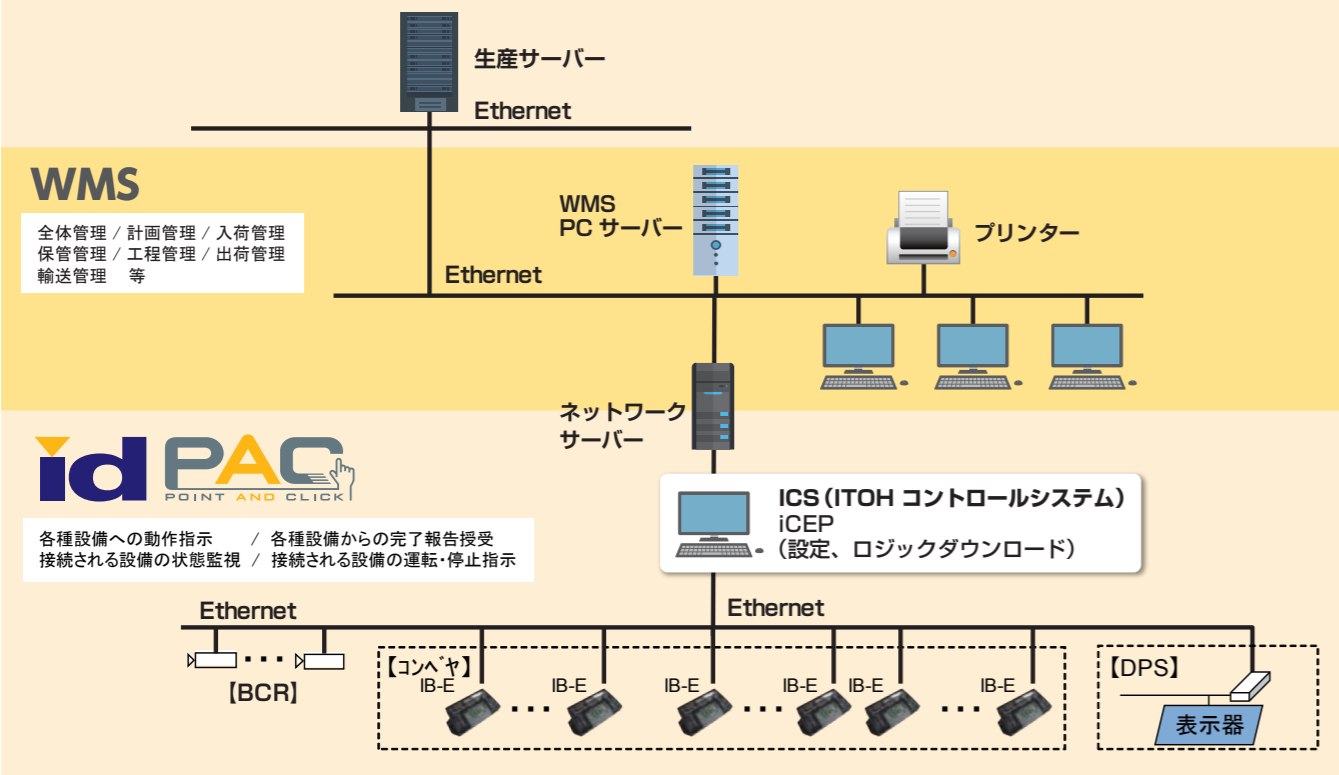 生産サーバー
Ethernet
WMS
全体管理 / 計画管理 / 入荷管理
保管管理 / 工程管理 / 出荷管理
輸送管理 等
WMS
PC サーバー
プリンター
Ethernet
ネットワーク
サーバー
id PAC
POINT AND CLICK
各種設備への動作指示 / 各種設備からの完了報告授受
接続される設備の状態監視 / 接続される設備の運転・停止指示
ICS(ITOH コントロールシステム)
iCEP
(設定、ロジックダウンロード)
Ethernet
Ethernet
【BCR】
【コンベヤ】
IB-E
IB-E
IB-E
IB-E
IB-E
IB-E
【DPS】
表示器